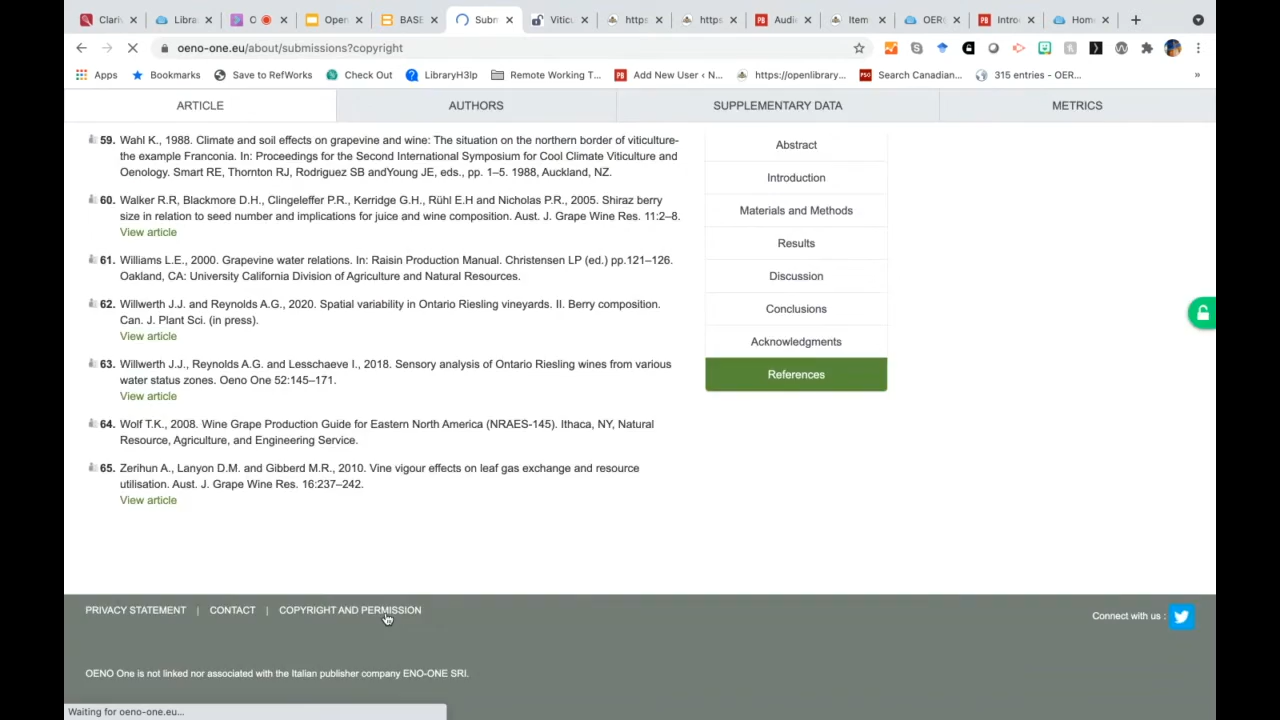 Clariv
Libra
O
Open
BASE
Subn
Viticu
https
https
Audio
Item
OERC
Intro
Hom
oeno-one.eu/about/submissions?copyright
Apps
Bookmarks
Save to RefWorks
Check Out
LibraryH3lp
Remote Working T...
Add New User ‹ N...
https://openlibrary...
Search Canadian...
315 entries - OER...
»
ARTICLE
AUTHORS
SUPPLEMENTARY DATA
METRICS
59. Wahl K., 1988. Climate and soil effects on grapevine and wine: The situation on the northern border of viticulture-
the example Franconia. In: Proceedings for the Second International Symposium for Cool Climate Viticulture and
Oenology. Smart RE, Thornton RJ, Rodriguez SB andYoung JE, eds., pp. 1–5. 1988, Auckland, NZ.
60. Walker R.R, Blackmore D.H., Clingeleffer P.R., Kerridge G.H., Rühl E.H and Nicholas P.R., 2005. Shiraz berry
size in relation to seed number and implications for juice and wine composition. Aust. J. Grape Wine Res. 11:2–8.
View article
61. Williams L.E., 2000. Grapevine water relations. In: Raisin Production Manual. Christensen LP (ed.) pp.121–126.
Oakland, CA: University California Division of Agriculture and Natural Resources.
62. Willwerth J.J. and Reynolds A.G., 2020. Spatial variability in Ontario Riesling vineyards. II. Berry composition.
Can. J. Plant Sci. (in press).
View article
63. Willwerth J.J., Reynolds A.G. and Lesschaeve I., 2018. Sensory analysis of Ontario Riesling wines from various
water status zones. Oeno One 52:145–171.
View article
64. Wolf T.K., 2008. Wine Grape Production Guide for Eastern North America (NRAES-145). Ithaca, NY, Natural
Resource, Agriculture, and Engineering Service.
65. Zerihun A., Lanyon D.M. and Gibberd M.R., 2010. Vine vigour effects on leaf gas exchange and resource
utilisation. Aust. J. Grape Wine Res. 16:237–242.
View article
Abstract
Introduction
Materials and Methods
Results
Discussion
Conclusions
Acknowledgments
References
PRIVACY STATEMENT | CONTACT | COPYRIGHT AND PERMISSION
Connect with us :
OENO One is not linked nor associated with the Italian publisher company ENO-ONE SRI.
Waiting for oeno-one.eu...